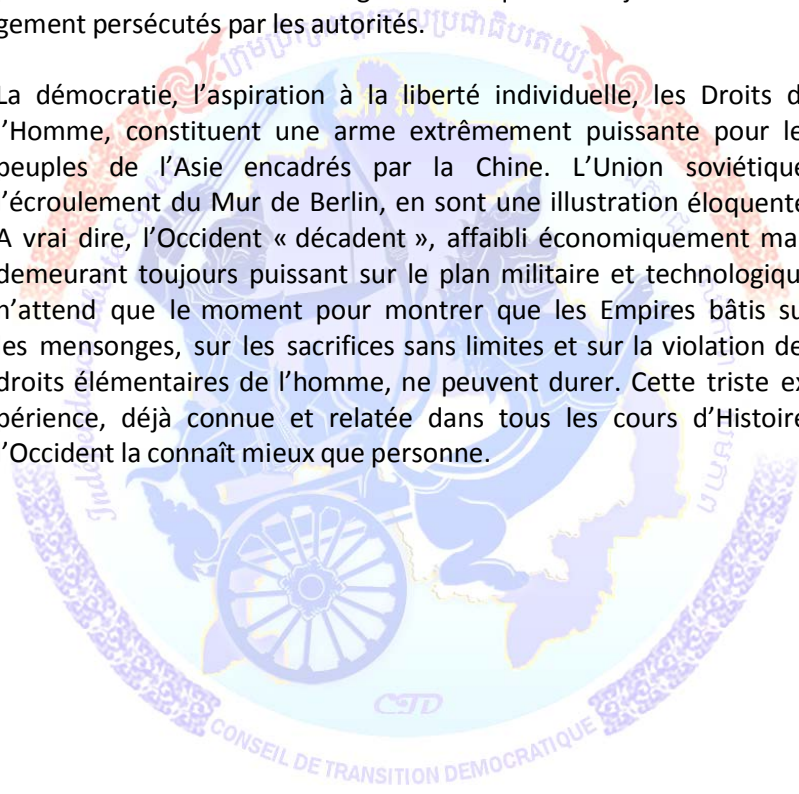 gement persécutés par les autorités.
La démocratie, l’aspiration à la liberté individuelle, les Droits d
l’Homme, constituent une arme extrêmement puissante pour le
peuples de l’Asie encadrés par la Chine. L’Union soviétique
l’écroulement du Mur de Berlin, en sont une illustration éloquente
A vrai dire, l’Occident « décadent », affaibli économiquement ma
demeurant toujours puissant sur le plan militaire et technologiqu
n’attend que le moment pour montrer que les Empires bâtis su
les mensonges, sur les sacrifices sans limites et sur la violation de
droits élémentaires de l’homme, ne peuvent durer. Cette triste ex
périence, déjà connue et relatée dans tous les cours d’Histoire
l’Occident la connaît mieux que personne.
CTD
CONSEIL DE TRANSITION DEMOCRATIQUE